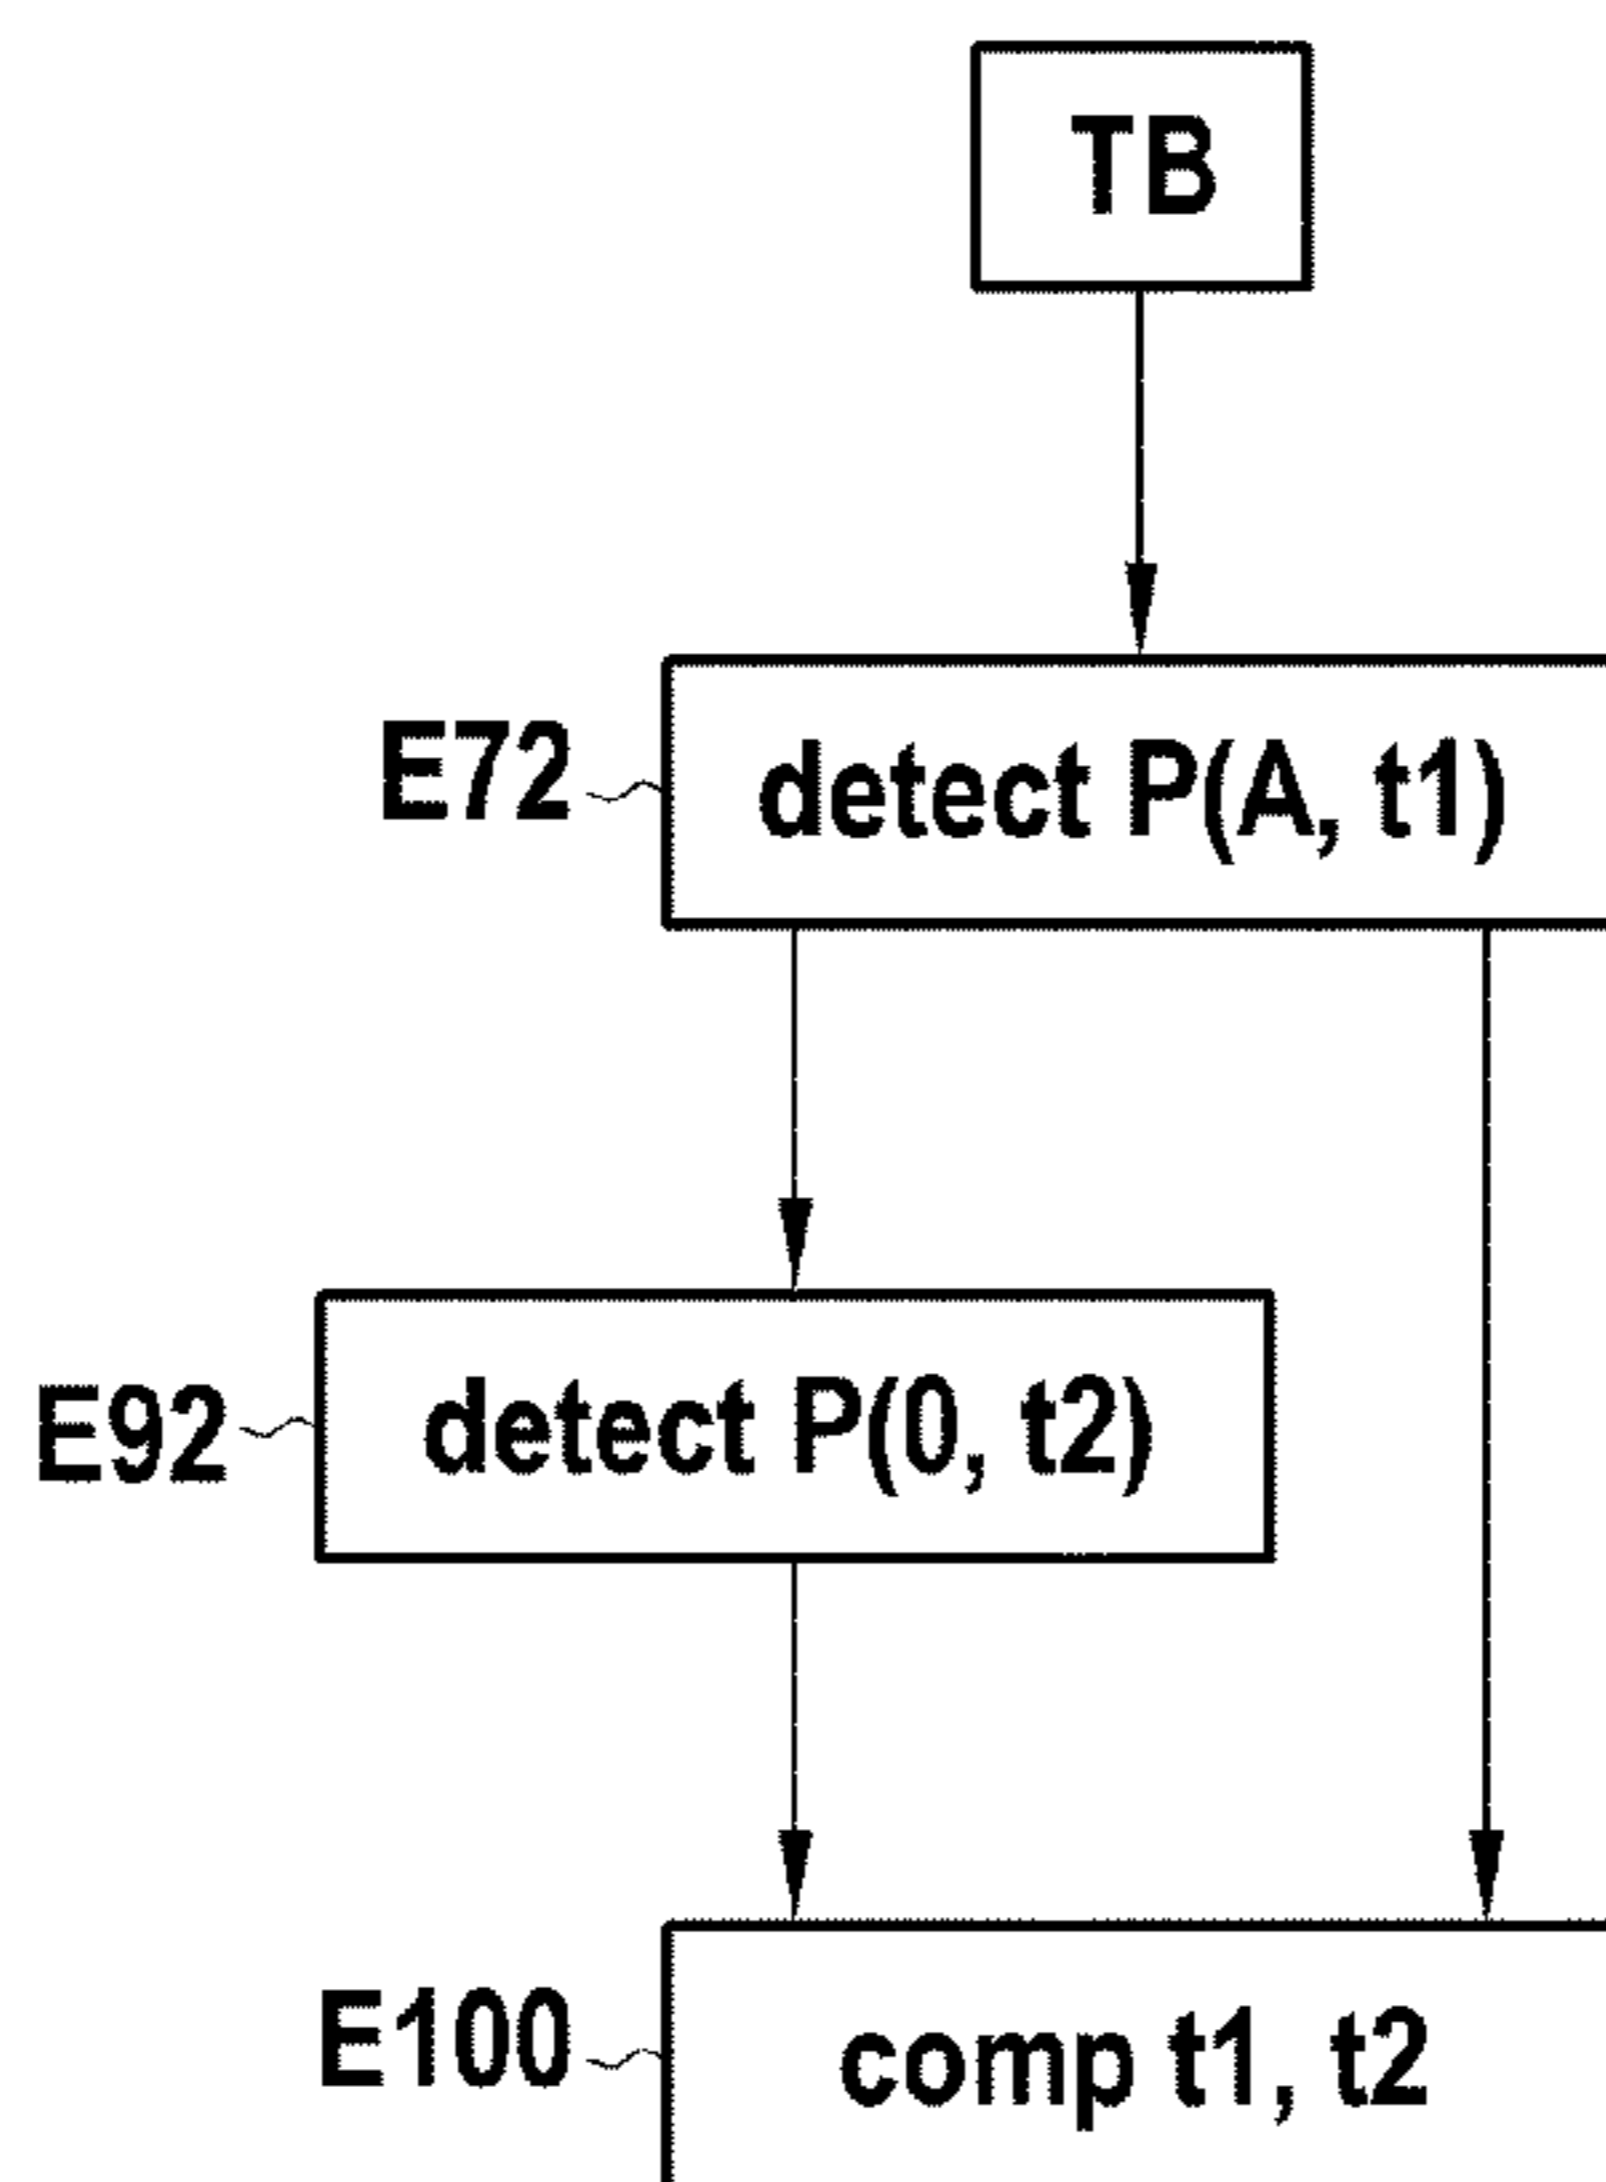 TB
E72 detect P(A, t1)
E92 detect P(0, t2)
E100 comp t1, t2